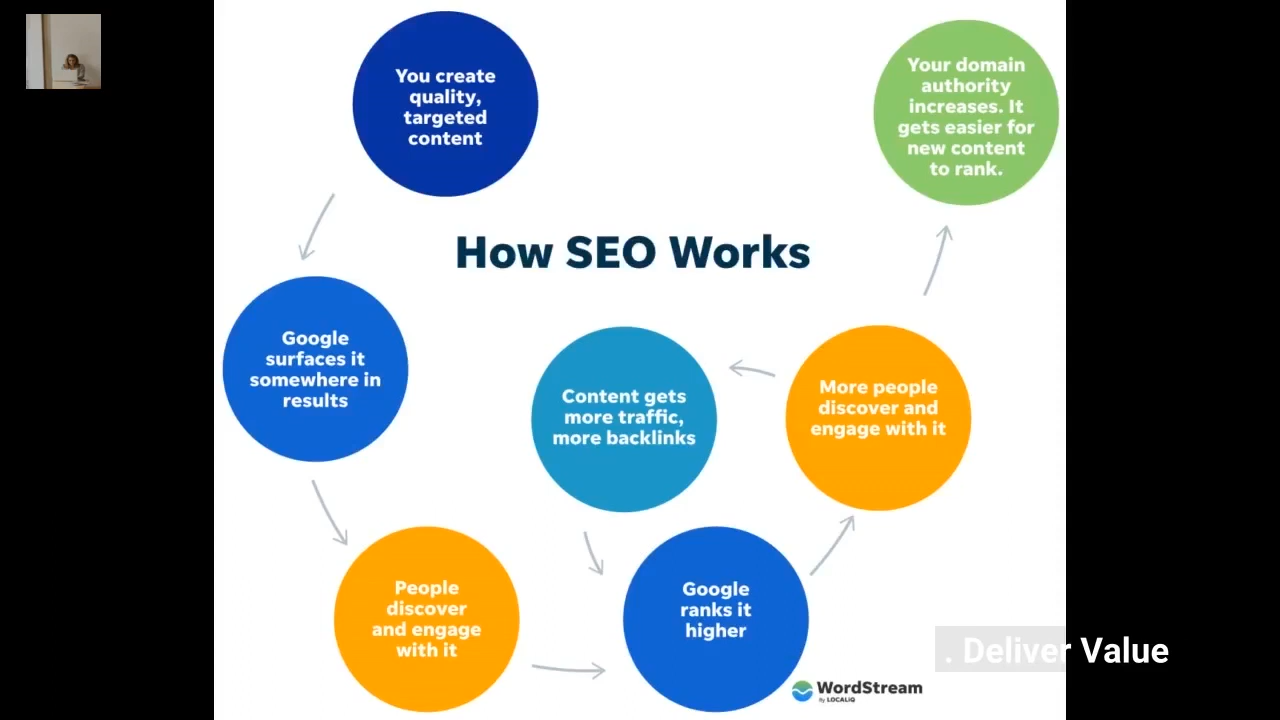 You create
quality,
targeted
content
Your domain
authority
increases. It
gets easier for
new content
to rank.
How SEO Works
Google
surfaces it
somewhere in
results
Content gets
more traffic,
more backlinks
More people
discover and
engage with it
People
discover
and engage
with it
Google
ranks it
higher
. Deliver Value
WordStream
By LOCALiQ